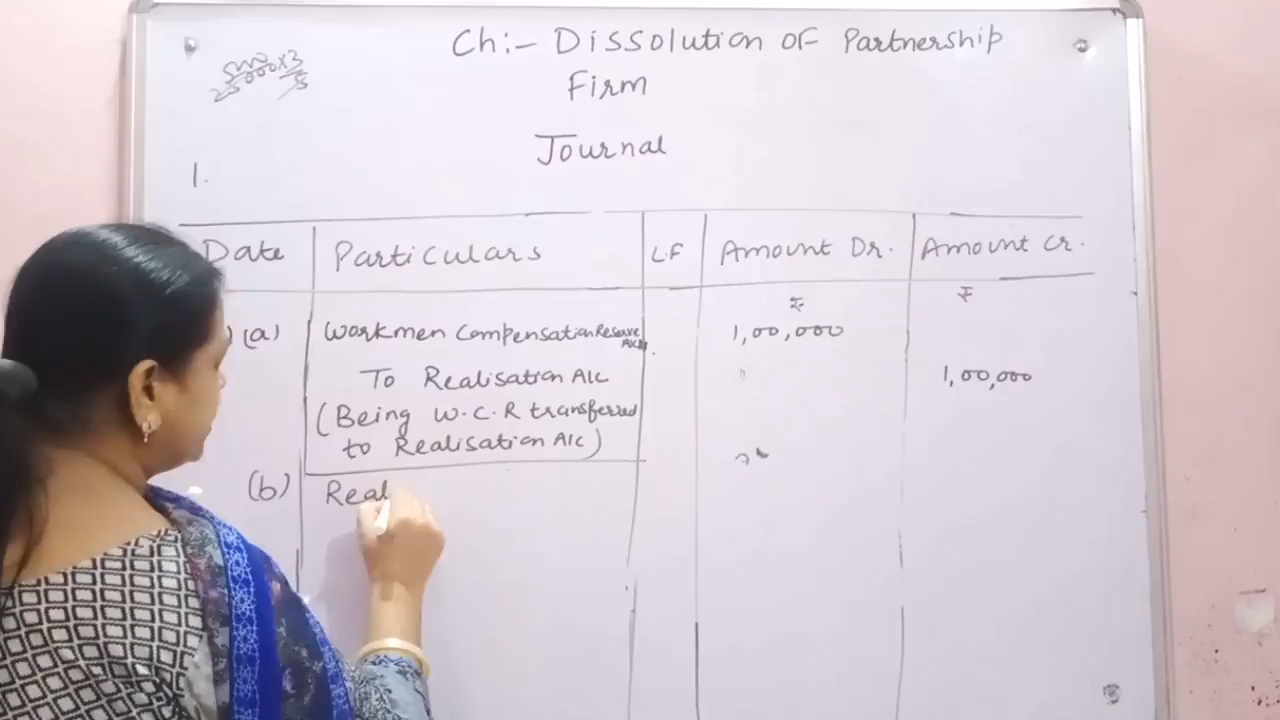 Ch:- Dissolution of Partnership
Firm
Journal
1.
Date Particulars L.F Amount Dr. Amount Cr.
₹ ₹
(a) Workmen Compensation Reserve A/c 1,00,000
To Realisation A/c 1,00,000
(Being W.C.R transferred
to Realisation A/c)
(b) Real